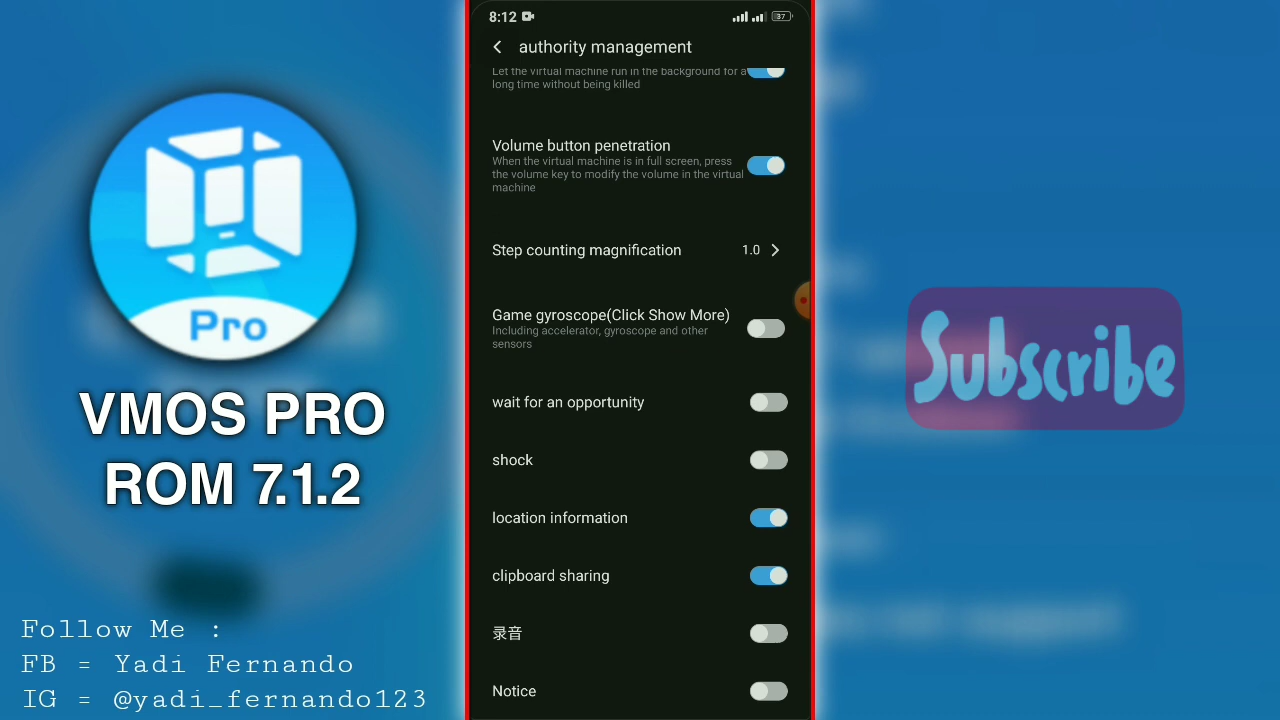 Pro
VMOS PRO
ROM 7.1.2
Follow Me :
FB = Yadi Fernando
IG = @yadi_fernando123
8:12
37
authority management
Let the virtual machine run in the background for a
long time without being killed
Volume button penetration
When the virtual machine is in full screen, press
the volume key to modify the volume in the virtual
machine
Step counting magnification 1.0
Game gyroscope(Click Show More)
Including accelerator, gyroscope and other
sensors
wait for an opportunity
shock
location information
clipboard sharing
录音
Notice
Subscribe